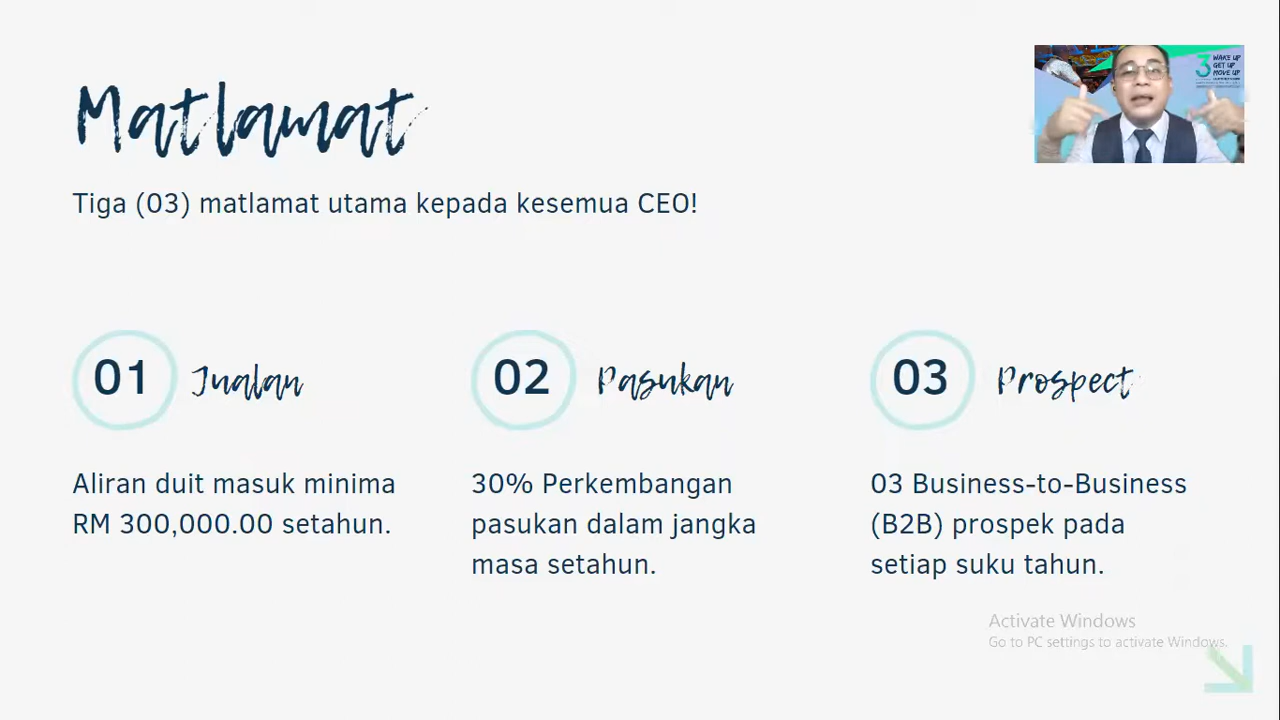 Matlamat
Tiga (03) matlamat utama kepada kesemua CEO!
3 WAKE UP
GET UP
MOVE UP
01 Jualan
Aliran duit masuk minima
RM 300,000.00 setahun.
02 Pasukan
30% Perkembangan
pasukan dalam jangka
masa setahun.
03 Prospect
03 Business-to-Business
(B2B) prospek pada
setiap suku tahun.
Activate Windows
Go to PC settings to activate Windows.